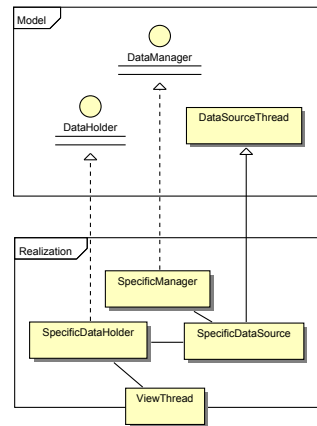 Model
DataManager
DataHolder
DataSourceThread
Realization
SpecificManager
SpecificDataHolder
SpecificDataSource
ViewThread